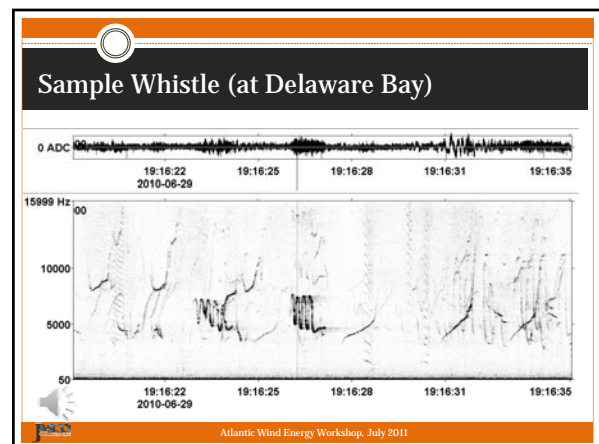 Sample Whistle (at Delaware Bay)
0 ADC 00
19:16:22 19:16:25 19:16:28 19:16:31 19:16:35
2010-06-29
15999 Hz 00
10000
5000
50
19:16:22 19:16:25 19:16:28 19:16:31 19:16:35
2010-06-29
Atlantic Wind Energy Workshop, July 2011